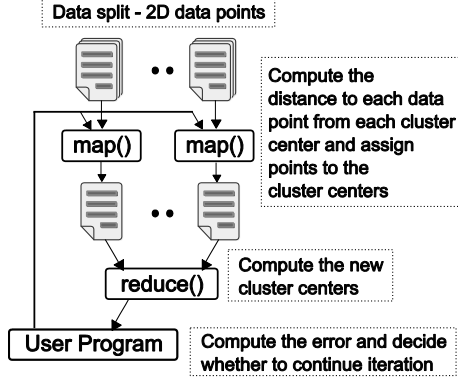 Data split - 2D data points
Compute the
distance to each data
point from each cluster
center and assign
points to the
cluster centers
map()
map()
Compute the new
cluster centers
reduce()
User Program
Compute the error and decide
whether to continue iteration